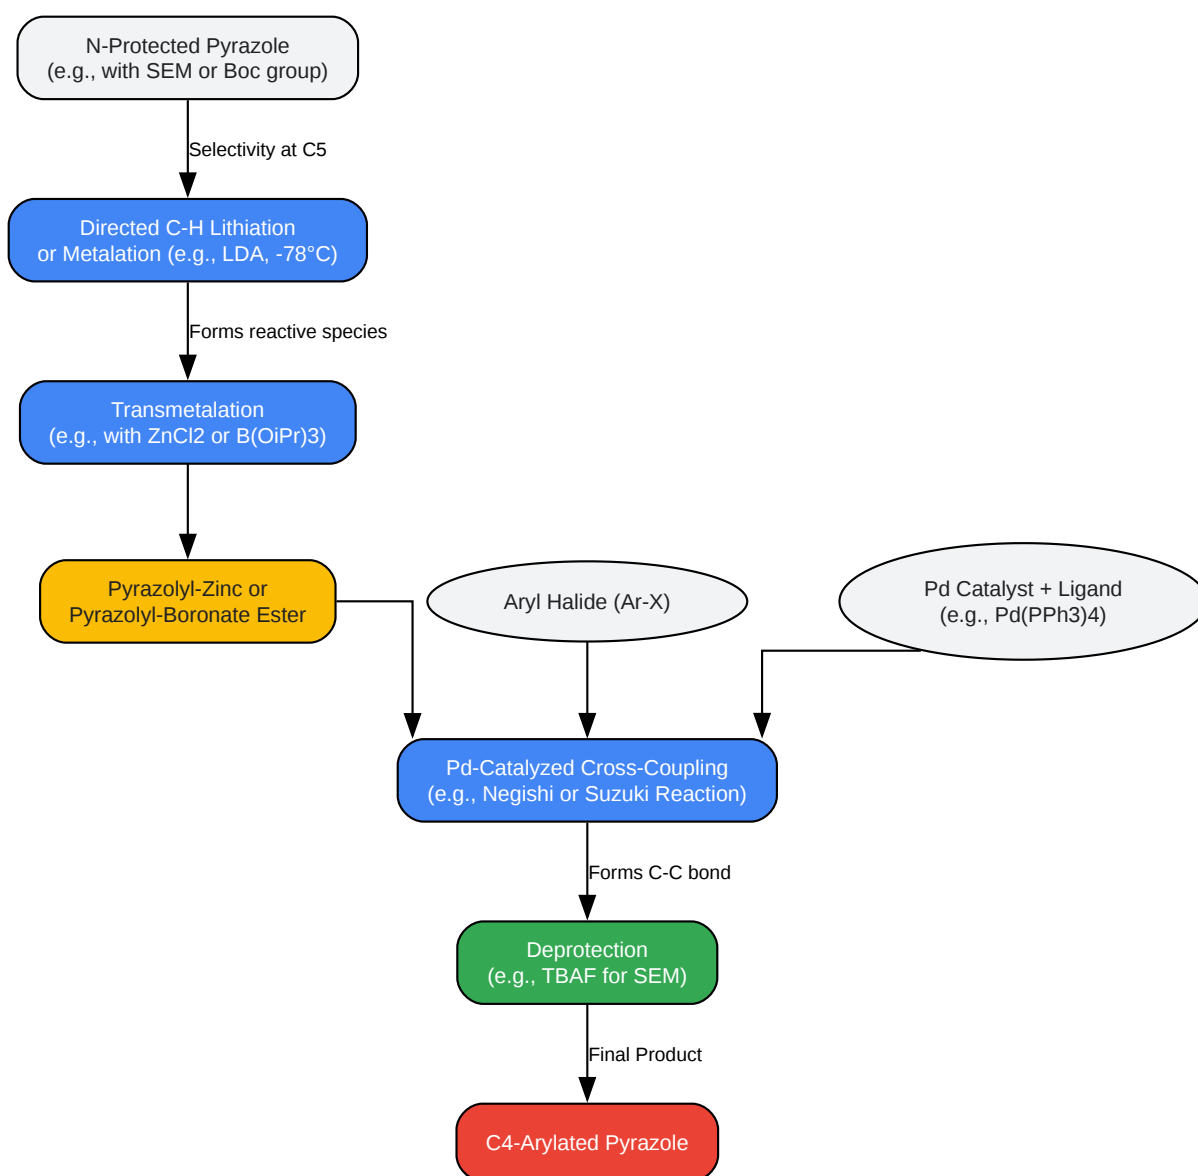 N-Protected Pyrazole
(e.g., with SEM or Boc group)
Selectivity at C5
Directed C-H Lithiation
or Metalation (e.g., LDA, -78°C)
Forms reactive species
Transmetalation
(e.g., with ZnCl2 or B(OiPr)3)
Pyrazolyl-Zinc or
Pyrazolyl-Boronate Ester
Aryl Halide (Ar-X)
Pd Catalyst + Ligand
(e.g., Pd(PPh3)4)
Pd-Catalyzed Cross-Coupling
(e.g., Negishi or Suzuki Reaction)
Forms C-C bond
Deprotection
(e.g., TBAF for SEM)
Final Product
C4-Arylated Pyrazole